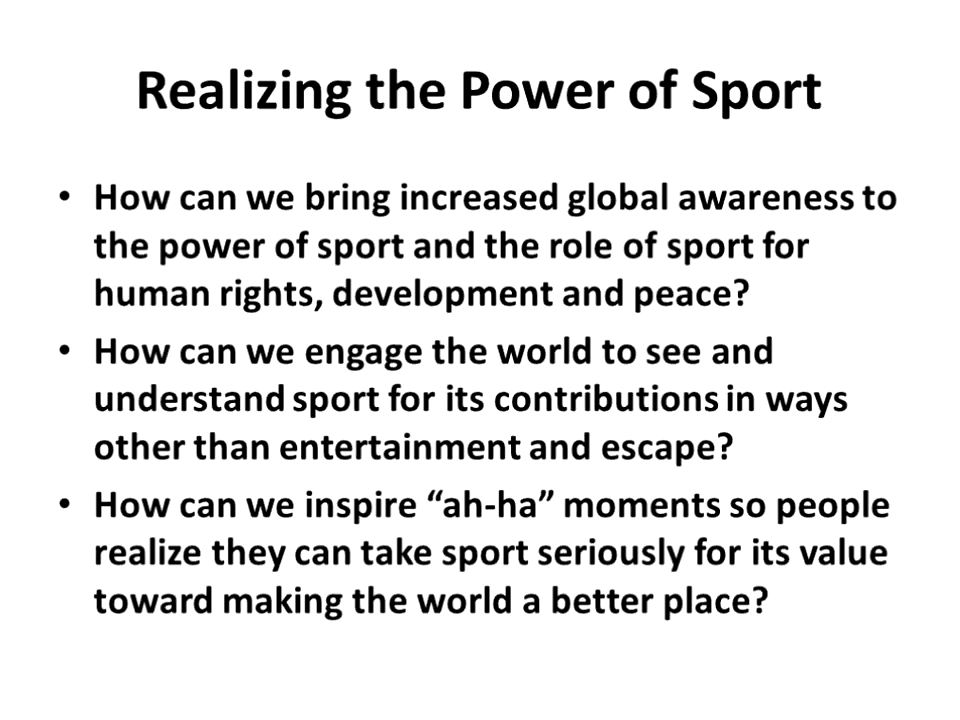 Realizing the Power of Sport
• How can we bring increased global awareness to
the power of sport and the role of sport for
human rights, development and peace?
• How can we engage the world to see and
understand sport for its contributions in ways
other than entertainment and escape?
• How can we inspire “ah-ha” moments so people
realize they can take sport seriously for its value
toward making the world a better place?